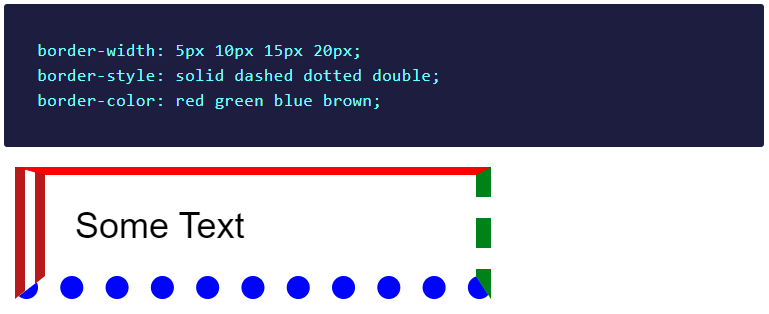 border-width: 5px 10px 15px 20px;
border-style: solid dashed dotted double;
border-color: red green blue brown;
Some Text